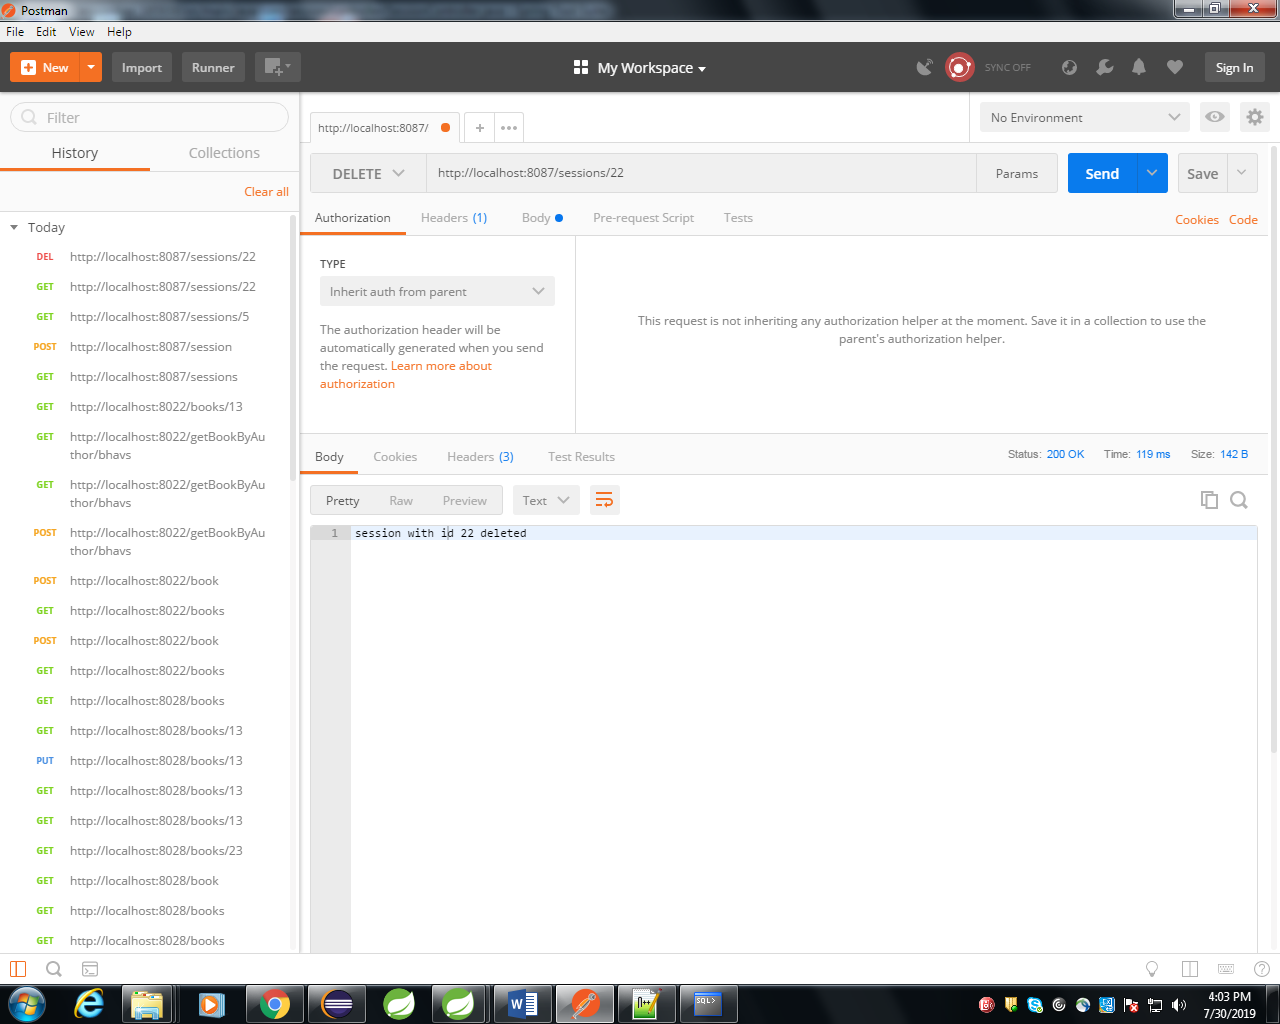 Postman
File Edit View Help
New Import Runner My Workspace SYNC OFF Sign In
Filter
History Collections
Clear all
Today
DEL http://localhost:8087/sessions/22
GET http://localhost:8087/sessions/22
GET http://localhost:8087/sessions/5
POST http://localhost:8087/session
GET http://localhost:8087/sessions
GET http://localhost:8022/books/13
GET http://localhost:8022/getBookByAu
thor/bhavs
GET http://localhost:8022/getBookByAu
thor/bhavs
POST http://localhost:8022/getBookByAu
thor/bhavs
POST http://localhost:8022/book
GET http://localhost:8022/books
POST http://localhost:8022/book
GET http://localhost:8022/books
GET http://localhost:8028/books
GET http://localhost:8028/books/13
PUT http://localhost:8028/books/13
GET http://localhost:8028/books/13
GET http://localhost:8028/books/13
GET http://localhost:8028/books/23
GET http://localhost:8028/book
GET http://localhost:8028/books
GET http://localhost:8028/books
http://localhost:8087/ No Environment
DELETE http://localhost:8087/sessions/22 Params Send Save
Authorization Headers (1) Body Pre-request Script Tests Cookies Code
TYPE
Inherit auth from parent
The authorization header will be
automatically generated when you send
the request. Learn more about
authorization
This request is not inheriting any authorization helper at the moment. Save it in a collection to use the
parent's authorization helper.
Body Cookies Headers (3) Test Results Status: 200 OK Time: 119 ms Size: 142 B
Pretty Raw Preview Text
1 session with id 22 deleted
SQL>
4:03 PM
7/30/2019